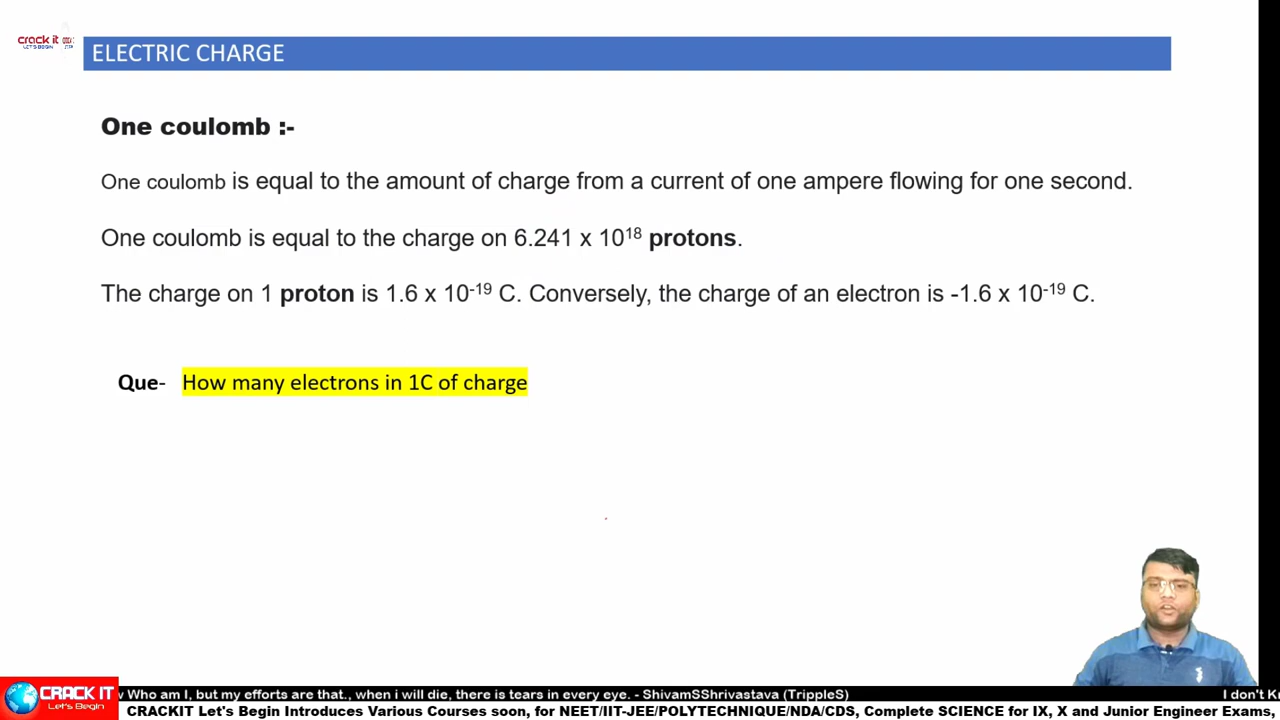 crack it
LET'S BEGIN
ELECTRIC CHARGE
One coulomb :-
One coulomb is equal to the amount of charge from a current of one ampere flowing for one second.
One coulomb is equal to the charge on 6.241 x 10¹⁸ protons.
The charge on 1 proton is 1.6 x 10⁻¹⁹ C. Conversely, the charge of an electron is -1.6 x 10⁻¹⁹ C.
Que- How many electrons in 1C of charge
CRACK IT
Let's Begin
w Who am I, but my efforts are that., when i will die, there is tears in every eye. - ShivamSShrivastava (TrippleS) I don't K
CRACKIT Let's Begin Introduces Various Courses soon, for NEET/IIT-JEE/POLYTECHNIQUE/NDA/CDS, Complete SCIENCE for IX, X and Junior Engineer Exams,